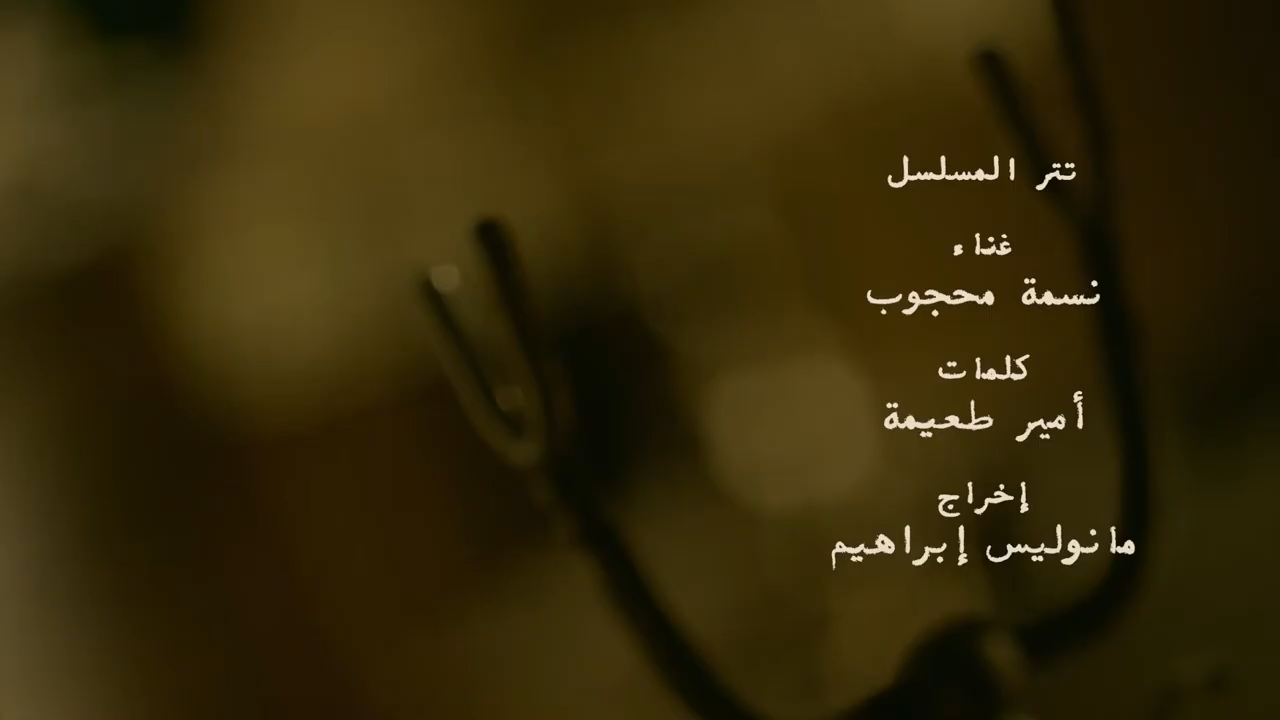 تتر المسلسل
غناء
نسمة محجوب
كلمات
أمير طعيمة
إخراج
مانوليس إبراهيم